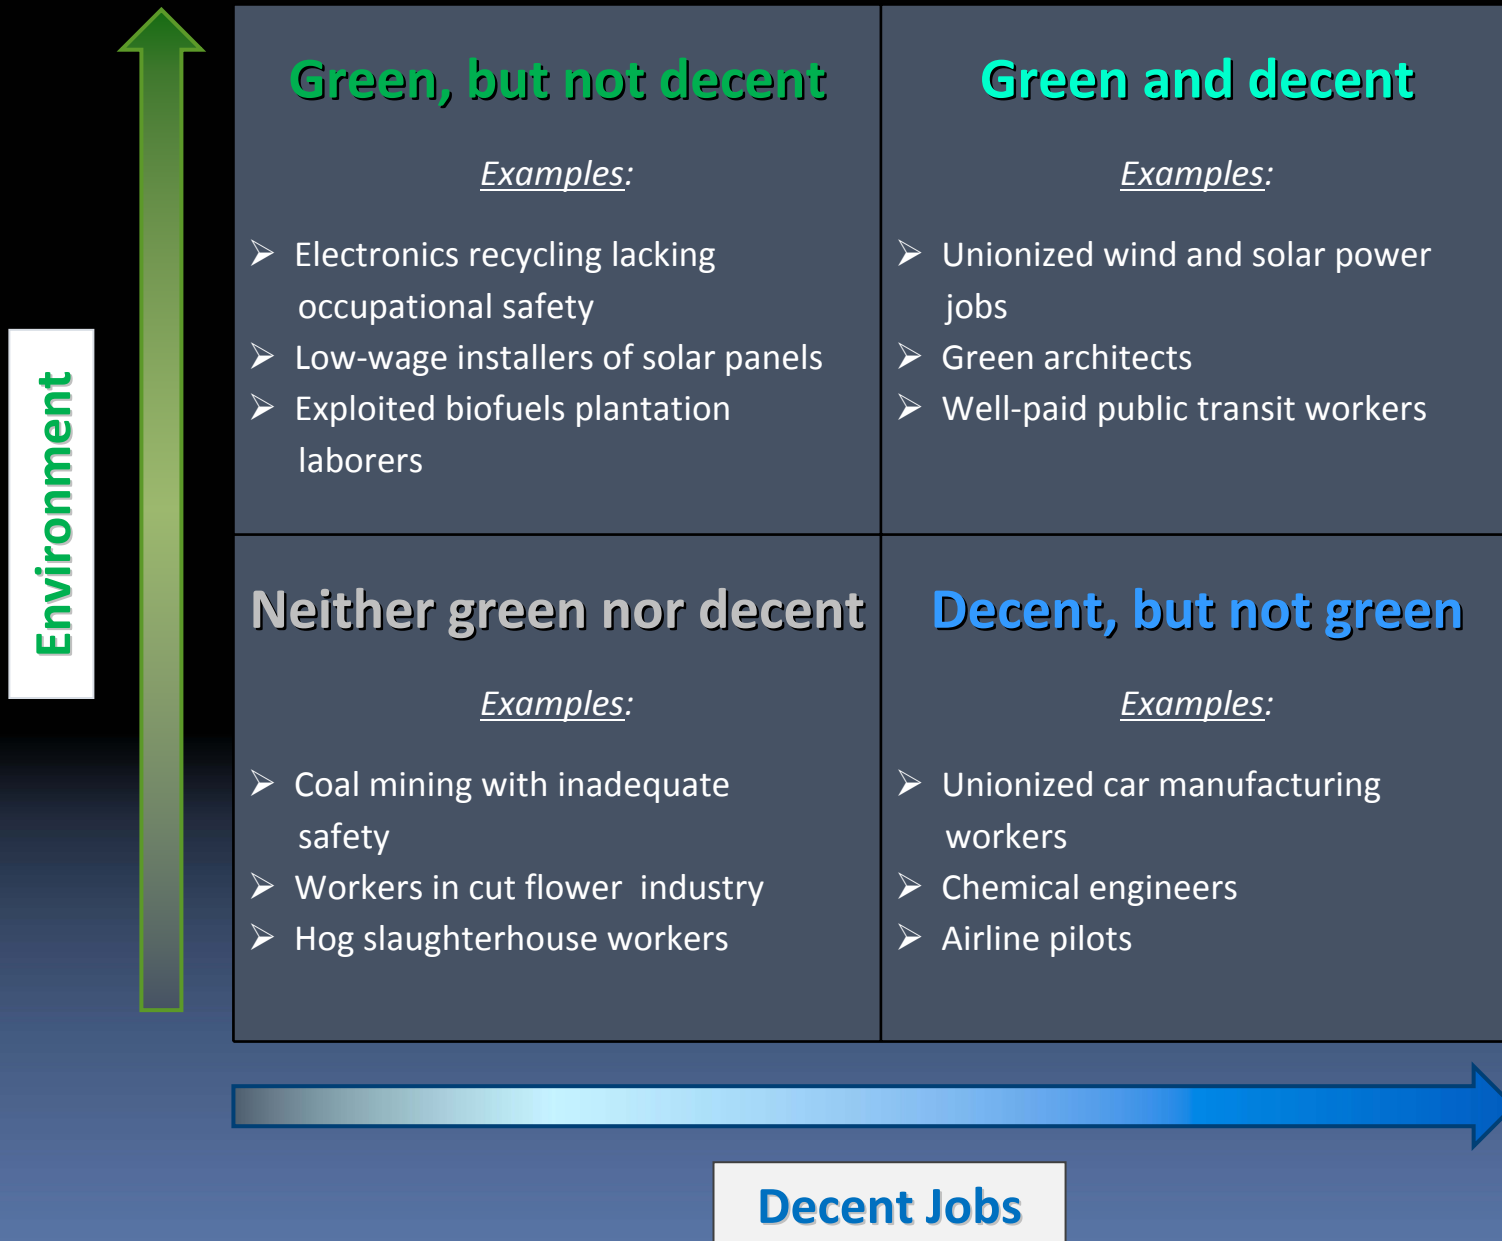 Green, but not decent
Examples:
➢ Electronics recycling lacking
occupational safety
➢ Low-wage installers of solar panels
➢ Exploited biofuels plantation
laborers
Green and decent
Examples:
➢ Unionized wind and solar power
jobs
➢ Green architects
➢ Well-paid public transit workers
Environment
Neither green nor decent
Examples:
➢ Coal mining with inadequate
safety
➢ Workers in cut flower industry
➢ Hog slaughterhouse workers
Decent, but not green
Examples:
➢ Unionized car manufacturing
workers
➢ Chemical engineers
➢ Airline pilots
Decent Jobs